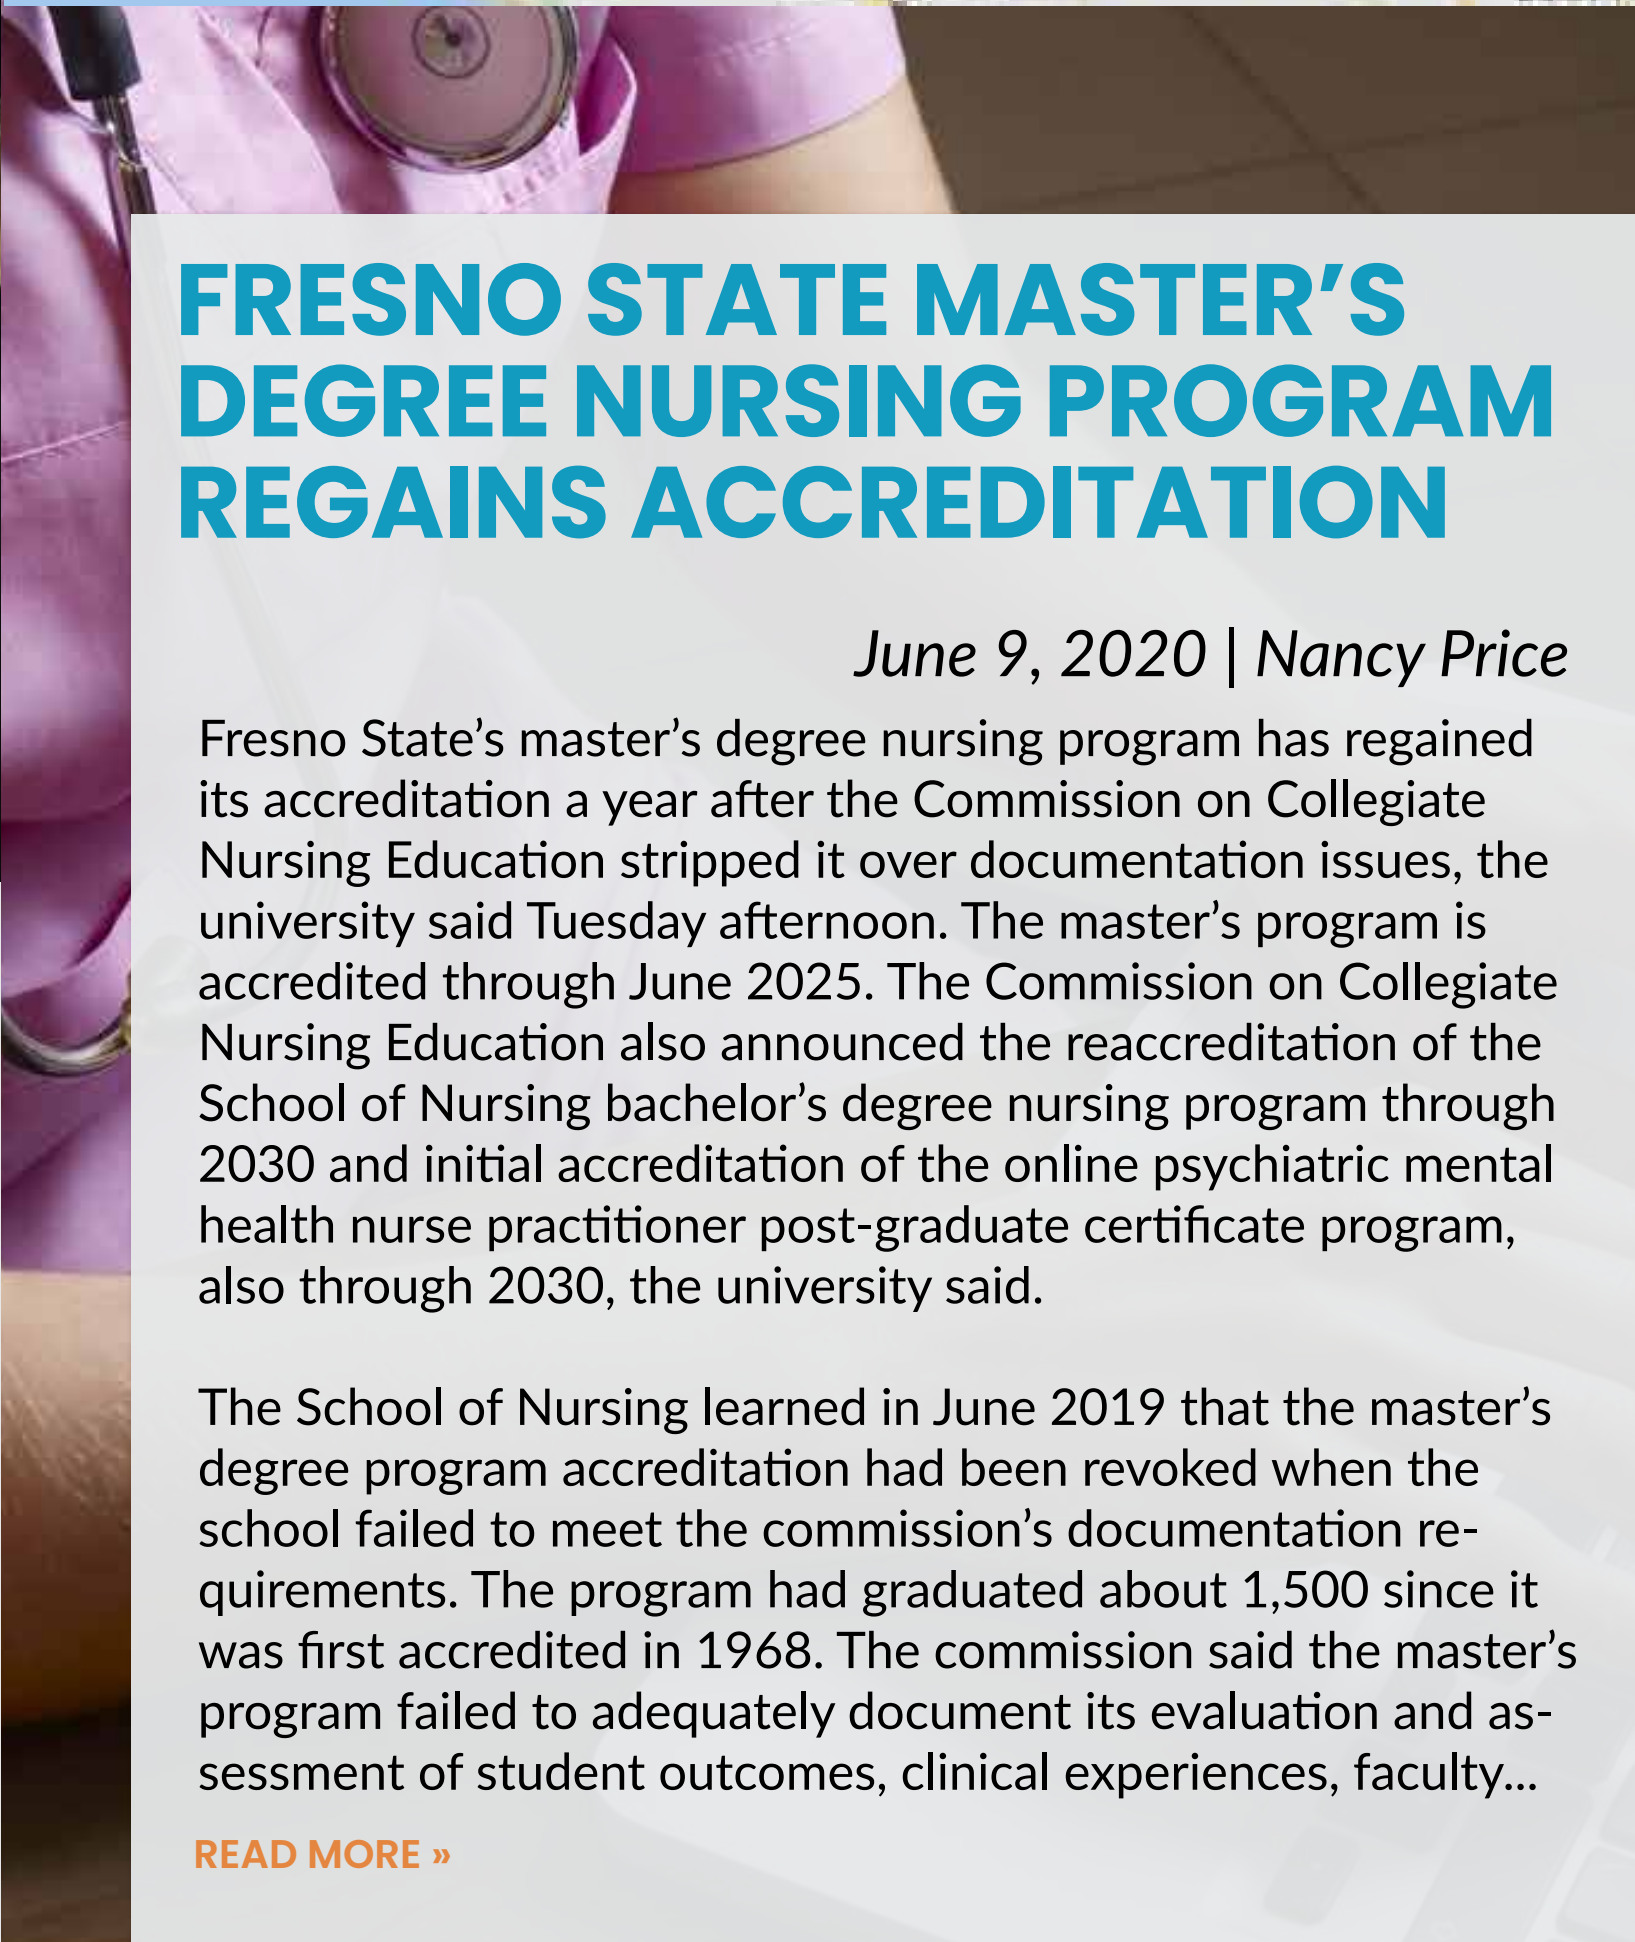 FRESNO STATE MASTER’S
DEGREE NURSING PROGRAM
REGAINS ACCREDITATION
June 9, 2020 | Nancy Price
Fresno State’s master’s degree nursing program has regained
its accreditation a year after the Commission on Collegiate
Nursing Education stripped it over documentation issues, the
university said Tuesday afternoon. The master’s program is
accredited through June 2025. The Commission on Collegiate
Nursing Education also announced the reaccreditation of the
School of Nursing bachelor’s degree nursing program through
2030 and initial accreditation of the online psychiatric mental
health nurse practitioner post-graduate certificate program,
also through 2030, the university said.
The School of Nursing learned in June 2019 that the master’s
degree program accreditation had been revoked when the
school failed to meet the commission’s documentation re-
quirements. The program had graduated about 1,500 since it
was first accredited in 1968. The commission said the master’s
program failed to adequately document its evaluation and as-
sessment of student outcomes, clinical experiences, faculty...
READ MORE »